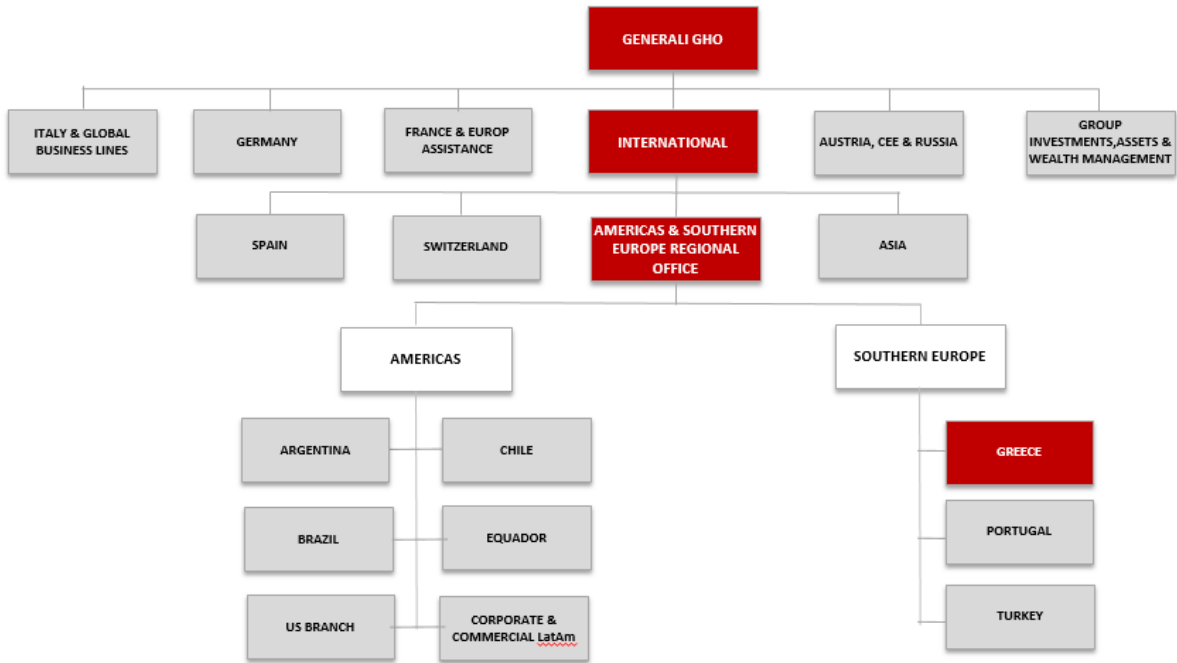 GENERALI GHO
ITALY & GLOBAL
BUSINESS LINES
GERMANY
FRANCE & EUROP
ASSISTANCE
INTERNATIONAL
AUSTRIA, CEE & RUSSIA
GROUP
INVESTMENTS,ASSETS &
WEALTH MANAGEMENT
SPAIN
SWITZERLAND
AMERICAS & SOUTHERN
EUROPE REGIONAL
OFFICE
ASIA
AMERICAS
SOUTHERN EUROPE
ARGENTINA
CHILE
GREECE
BRAZIL
EQUADOR
PORTUGAL
US BRANCH
CORPORATE &
COMMERCIAL LatAm
TURKEY